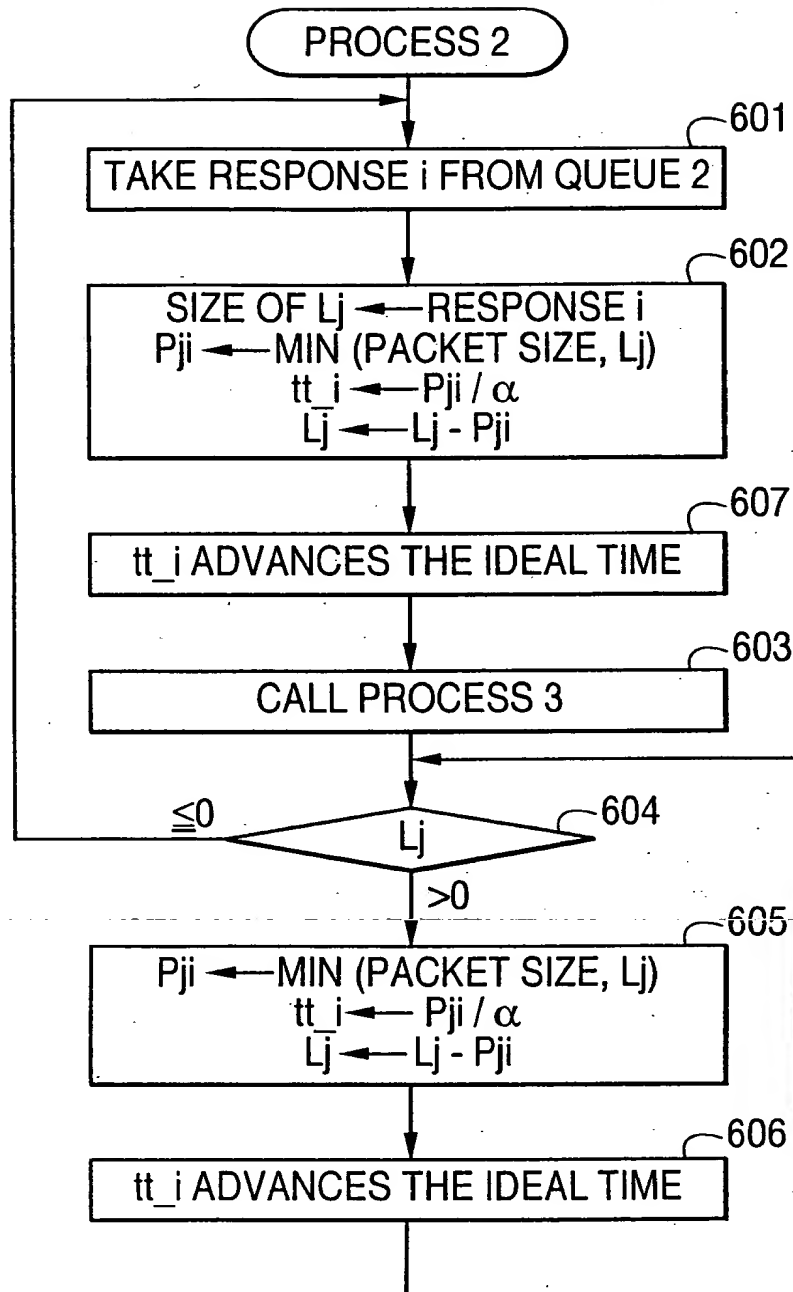 PROCESS 2
601
TAKE RESPONSE i FROM QUEUE 2
602
SIZE OF Lj ← RESPONSE i
Pji ← MIN (PACKET SIZE, Lj)
tt_i ← Pji / α
Lj ← Lj - Pji
607
tt_i ADVANCES THE IDEAL TIME
603
CALL PROCESS 3
≦0
604
Lj
>0
605
Pji ← MIN (PACKET SIZE, Lj)
tt_i ← Pji / α
Lj ← Lj - Pji
606
tt_i ADVANCES THE IDEAL TIME